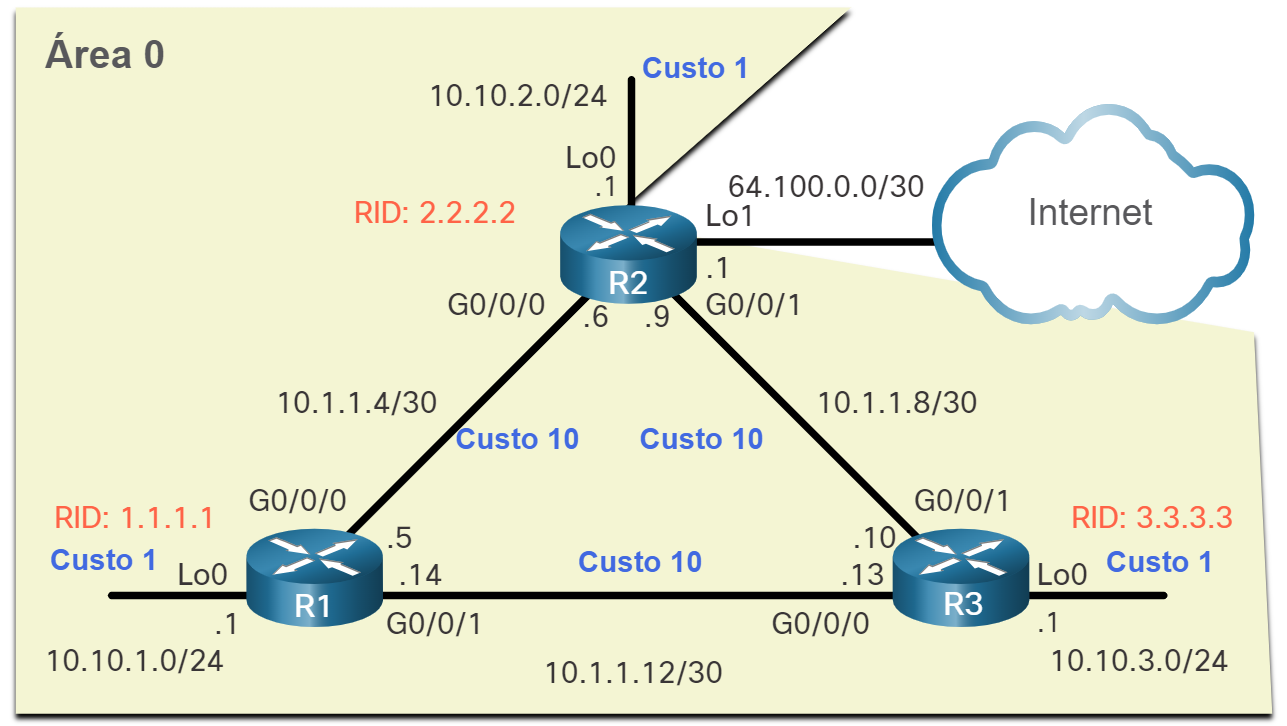 Área 0
Custo 1
10.10.2.0/24
Lo0
.1
64.100.0.0/30
RID: 2.2.2.2
Lo1
Internet
.1
R2
G0/0/0
.6
.9
G0/0/1
10.1.1.4/30
10.1.1.8/30
Custo 10
Custo 10
G0/0/0
G0/0/1
RID: 1.1.1.1
RID: 3.3.3.3
.5
.10
Custo 1
Lo0
.14
Custo 10
.13
Lo0
Custo 1
R1
R3
.1
G0/0/1
G0/0/0
.1
10.10.1.0/24
10.1.1.12/30
10.10.3.0/24